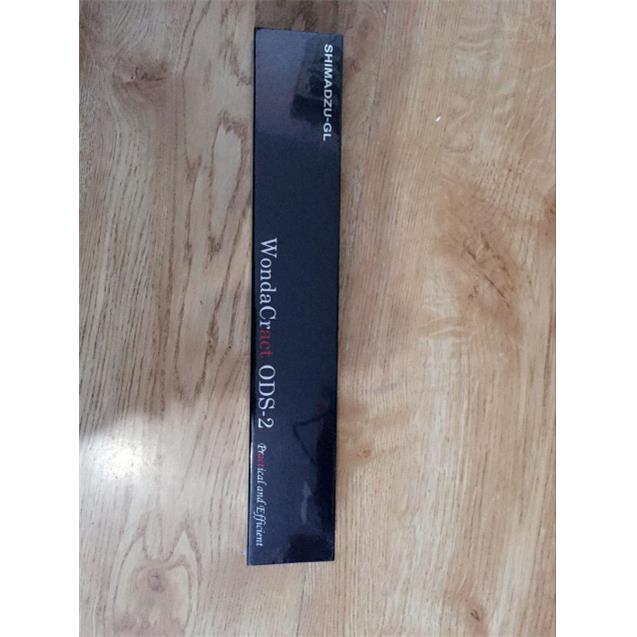 SHIMADZU-GL
WondaCract ODS-2
Practical and Efficient